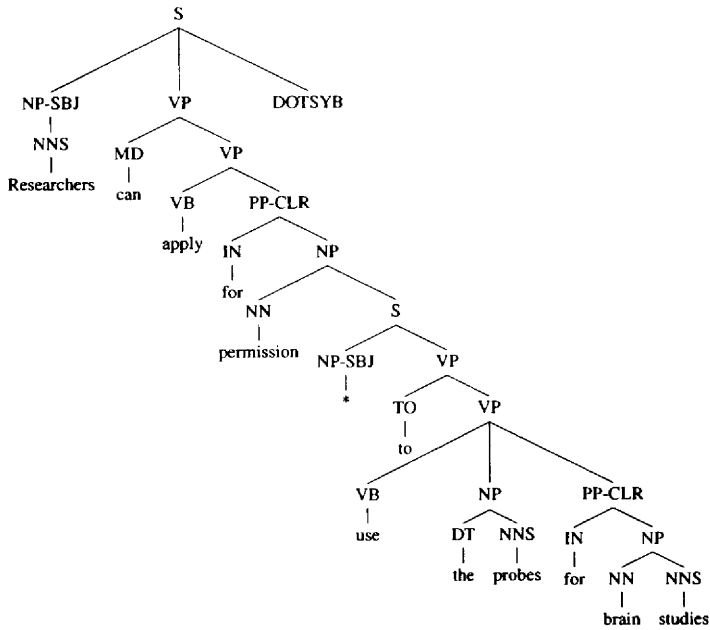 S
NP-SBJ VP DOTSYB
NNS MD VP
Researchers can VB PP-CLR
apply IN NP
for NN S
permission NP-SBJ VP
* TO VP
to
VB NP PP-CLR
use DT NNS IN NP
the probes for NN NNS
brain studies